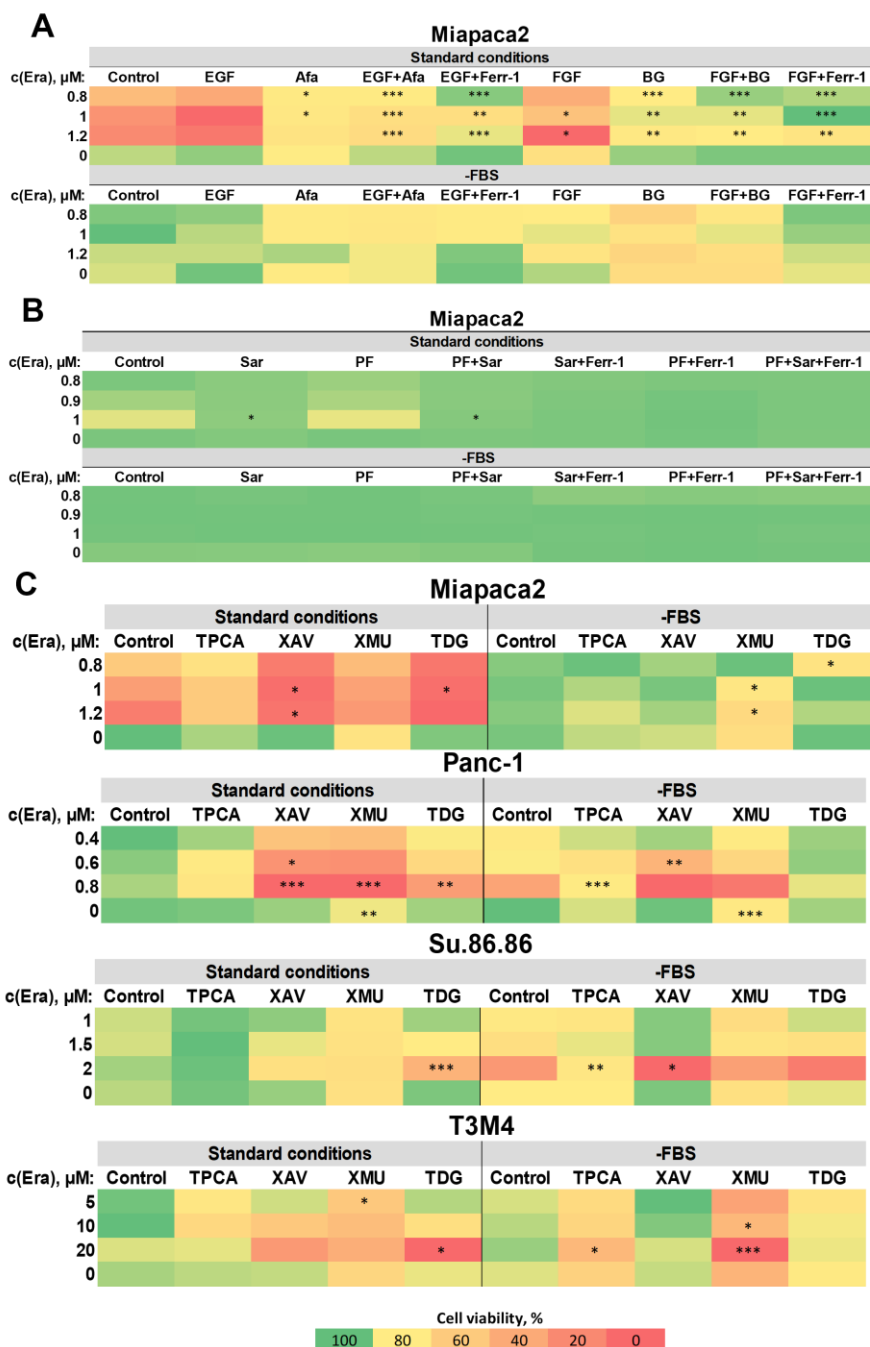 A
Miapaca2
Standard conditions
c(Era), µM: Control EGF Afa EGF+Afa EGF+Ferr-1 FGF BG FGF+BG FGF+Ferr-1
0.8 * *** *** *** *** ***
1 * *** ** * ** ** ***
1.2 *** *** * ** ** **
0
-FBS
Control EGF Afa EGF+Afa EGF+Ferr-1 FGF BG FGF+BG FGF+Ferr-1
0.8
1
1.2
0
B
Miapaca2
Standard conditions
c(Era), µM: Control Sar PF PF+Sar Sar+Ferr-1 PF+Ferr-1 PF+Sar+Ferr-1
0.8
0.9
1 * *
0
-FBS
c(Era), µM: Control Sar PF PF+Sar Sar+Ferr-1 PF+Ferr-1 PF+Sar+Ferr-1
0.8
0.9
1
0
C
Miapaca2
Standard conditions -FBS
c(Era), µM: Control TPCA XAV XMU TDG Control TPCA XAV XMU TDG
0.8 *
1 * * *
1.2 * *
0
Panc-1
Standard conditions -FBS
c(Era), µM: Control TPCA XAV XMU TDG Control TPCA XAV XMU TDG
0.4
0.6 * **
0.8 *** *** ** ***
0 ** ***
Su.86.86
Standard conditions -FBS
c(Era), µM: Control TPCA XAV XMU TDG Control TPCA XAV XMU TDG
1
1.5
2 *** ** *
0
T3M4
Standard conditions -FBS
c(Era), µM: Control TPCA XAV XMU TDG Control TPCA XAV XMU TDG
5 *
10 *
20 * * ***
0
Cell viability, %
100 80 60 40 20 0